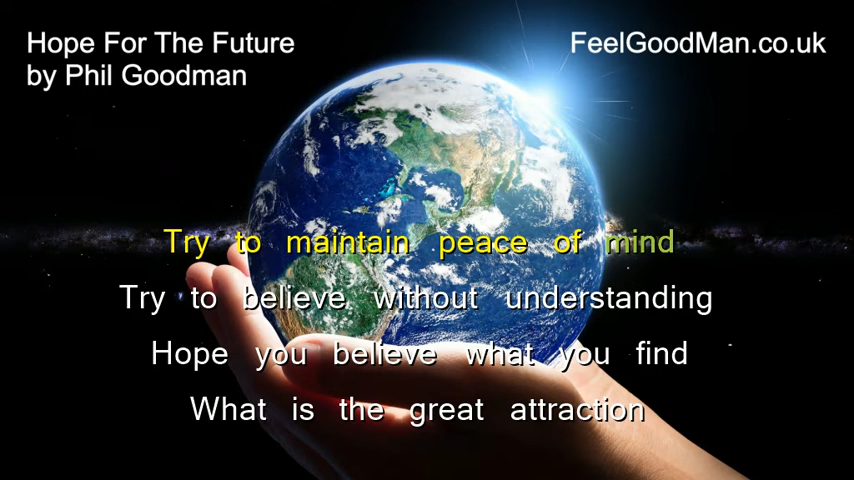 Hope For The Future
by Phil Goodman
FeelGoodMan.co.uk
Try to maintain peace of mind
Try to believe without understanding
Hope you believe what you find
What is the great attraction